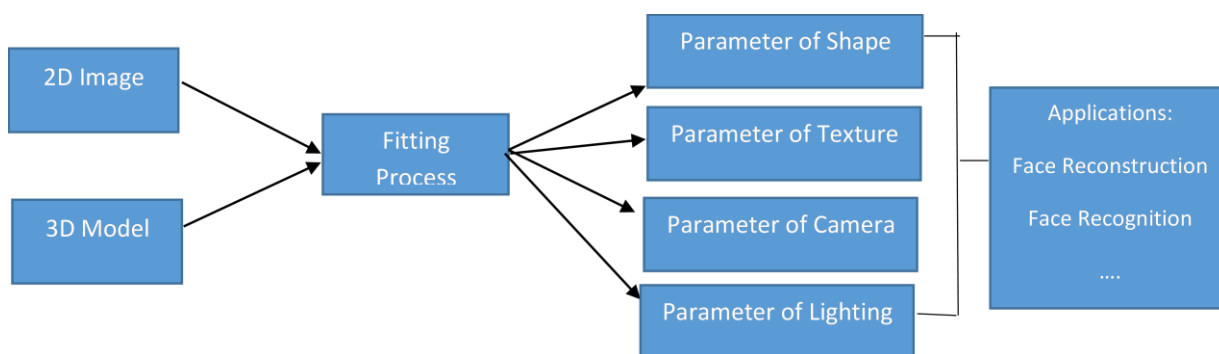 2D Image
3D Model
Fitting
Process
Parameter of Shape
Parameter of Texture
Parameter of Camera
Parameter of Lighting
Applications:
Face Reconstruction
Face Recognition
....